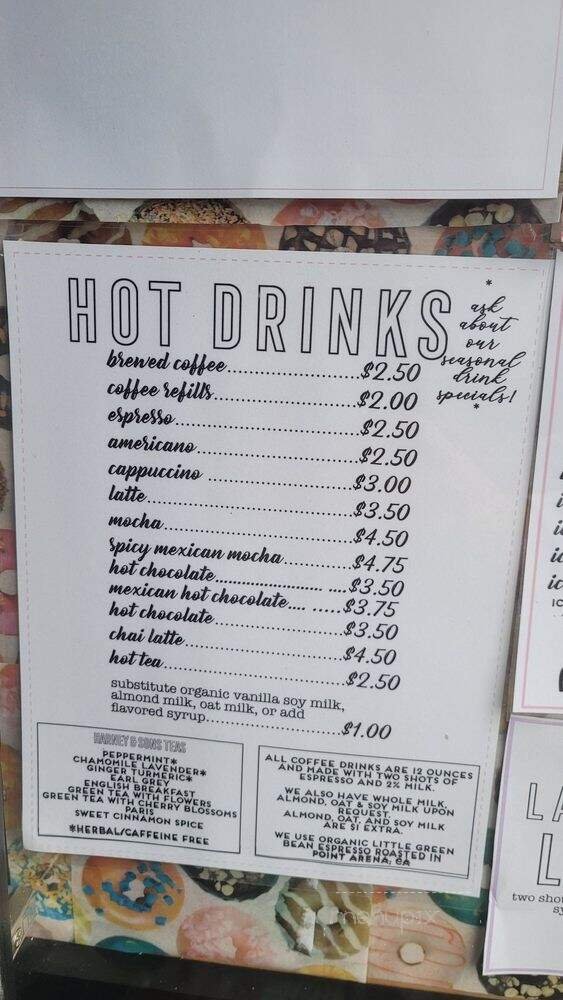 HOT DRINKS
* ask
about
our
seasonal
drink
specials!
*
brewed coffee..................$2.50
coffee refills....................$2.00
espresso..........................$2.50
americano.......................$2.50
cappuccino ....................$3.00
latte.............................$3.50
mocha...........................$4.50
spicy mexican mocha.........$4.75
hot chocolate.......................... ....$3.50
mexican hot chocolate.... .....$3.75
hot chocolate...................$3.50
chai latte.......................$4.50
hot tea...........................$2.50
substitute organic vanilla soy milk,
almond milk, oat milk, or add
flavored syrup....................$1.00
HARNEY & SONS TEAS
PEPPERMINT*
CHAMOMILE LAVENDER*
GINGER TURMERIC*
EARL GREY
ENGLISH BREAKFAST
GREEN TEA WITH FLOWERS
GREEN TEA WITH CHERRY BLOSSOMS
PARIS
SWEET CINNAMON SPICE
*HERBAL/CAFFEINE FREE
ALL COFFEE DRINKS ARE 12 OUNCES
AND MADE WITH TWO SHOTS OF
ESPRESSO AND 2% MILK.
WE ALSO HAVE WHOLE MILK,
ALMOND, OAT & SOY MILK UPON
REQUEST.
ALMOND, OAT, AND SOY MILK
ARE $1 EXTRA.
WE USE ORGANIC LITTLE GREEN
BEAN ESPRESSO ROASTED IN
POINT ARENA, CA
two sho
sy
menupix